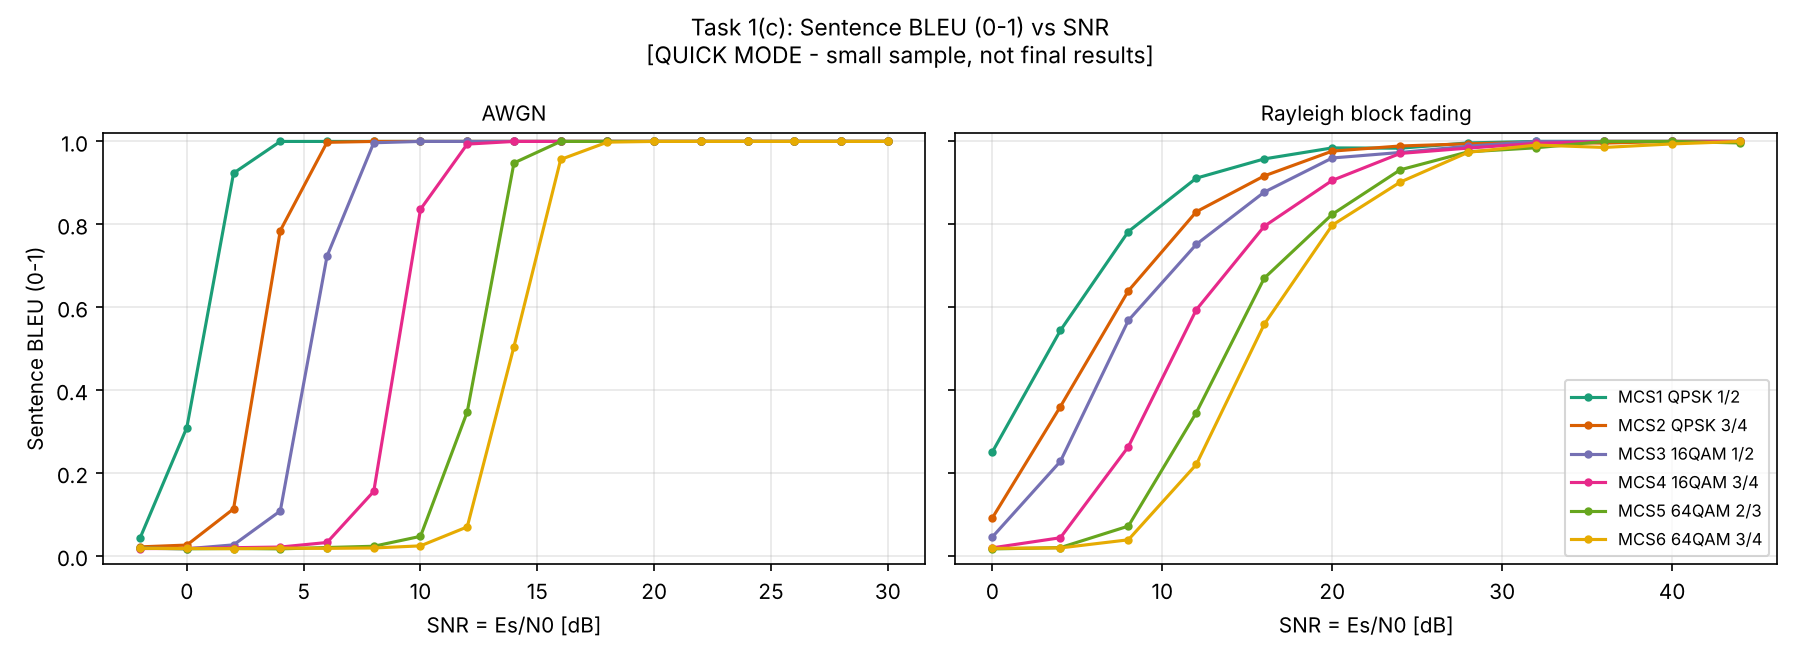 Task 1(c): Sentence BLEU (0-1) vs SNR
[QUICK MODE - small sample, not final results]
AWGN
Rayleigh block fading
Sentence BLEU (0-1)
1.0
0.8
0.6
0.4
0.2
0.0
0 5 10 15 20 25 30
SNR = Es/N0 [dB]
MCS1 QPSK 1/2
MCS2 QPSK 3/4
MCS3 16QAM 1/2
MCS4 16QAM 3/4
MCS5 64QAM 2/3
MCS6 64QAM 3/4
0 10 20 30 40
SNR = Es/N0 [dB]